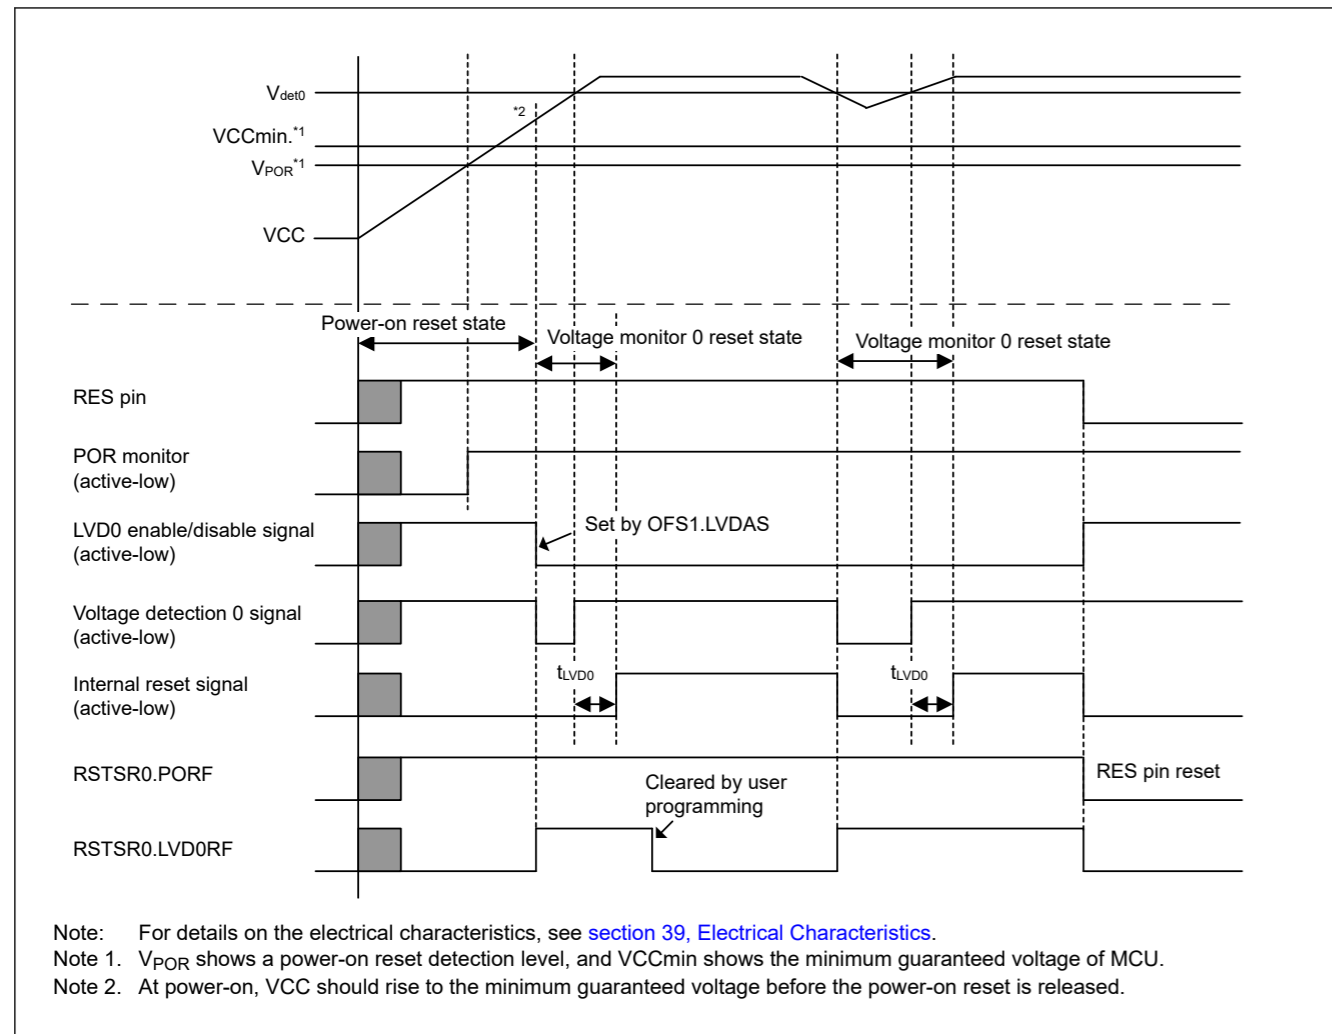 Vdet0
*2
VCCmin.*1
VPOR*1
VCC
Power-on reset state
Voltage monitor 0 reset state
Voltage monitor 0 reset state
RES pin
POR monitor
(active-low)
LVD0 enable/disable signal
(active-low)
Set by OFS1.LVDAS
Voltage detection 0 signal
(active-low)
tLVD0
tLVD0
Internal reset signal
(active-low)
RSTSR0.PORF
RES pin reset
Cleared by user
programming
RSTSR0.LVD0RF
Note: For details on the electrical characteristics, see section 39, Electrical Characteristics.
Note 1. VPOR shows a power-on reset detection level, and VCCmin shows the minimum guaranteed voltage of MCU.
Note 2. At power-on, VCC should rise to the minimum guaranteed voltage before the power-on reset is released.